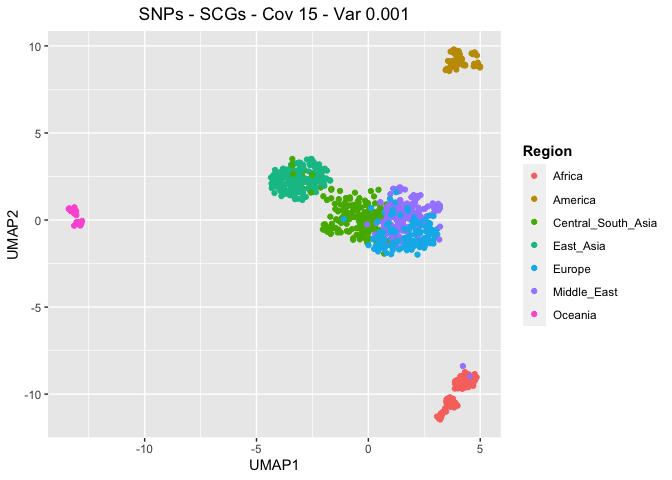 SNPs - SCGs - Cov 15 - Var 0.001
10
5
0
-5
-10
UMAP2
-10
-5
0
5
UMAP1
Region
Africa
America
Central_South_Asia
East_Asia
Europe
Middle_East
Oceania